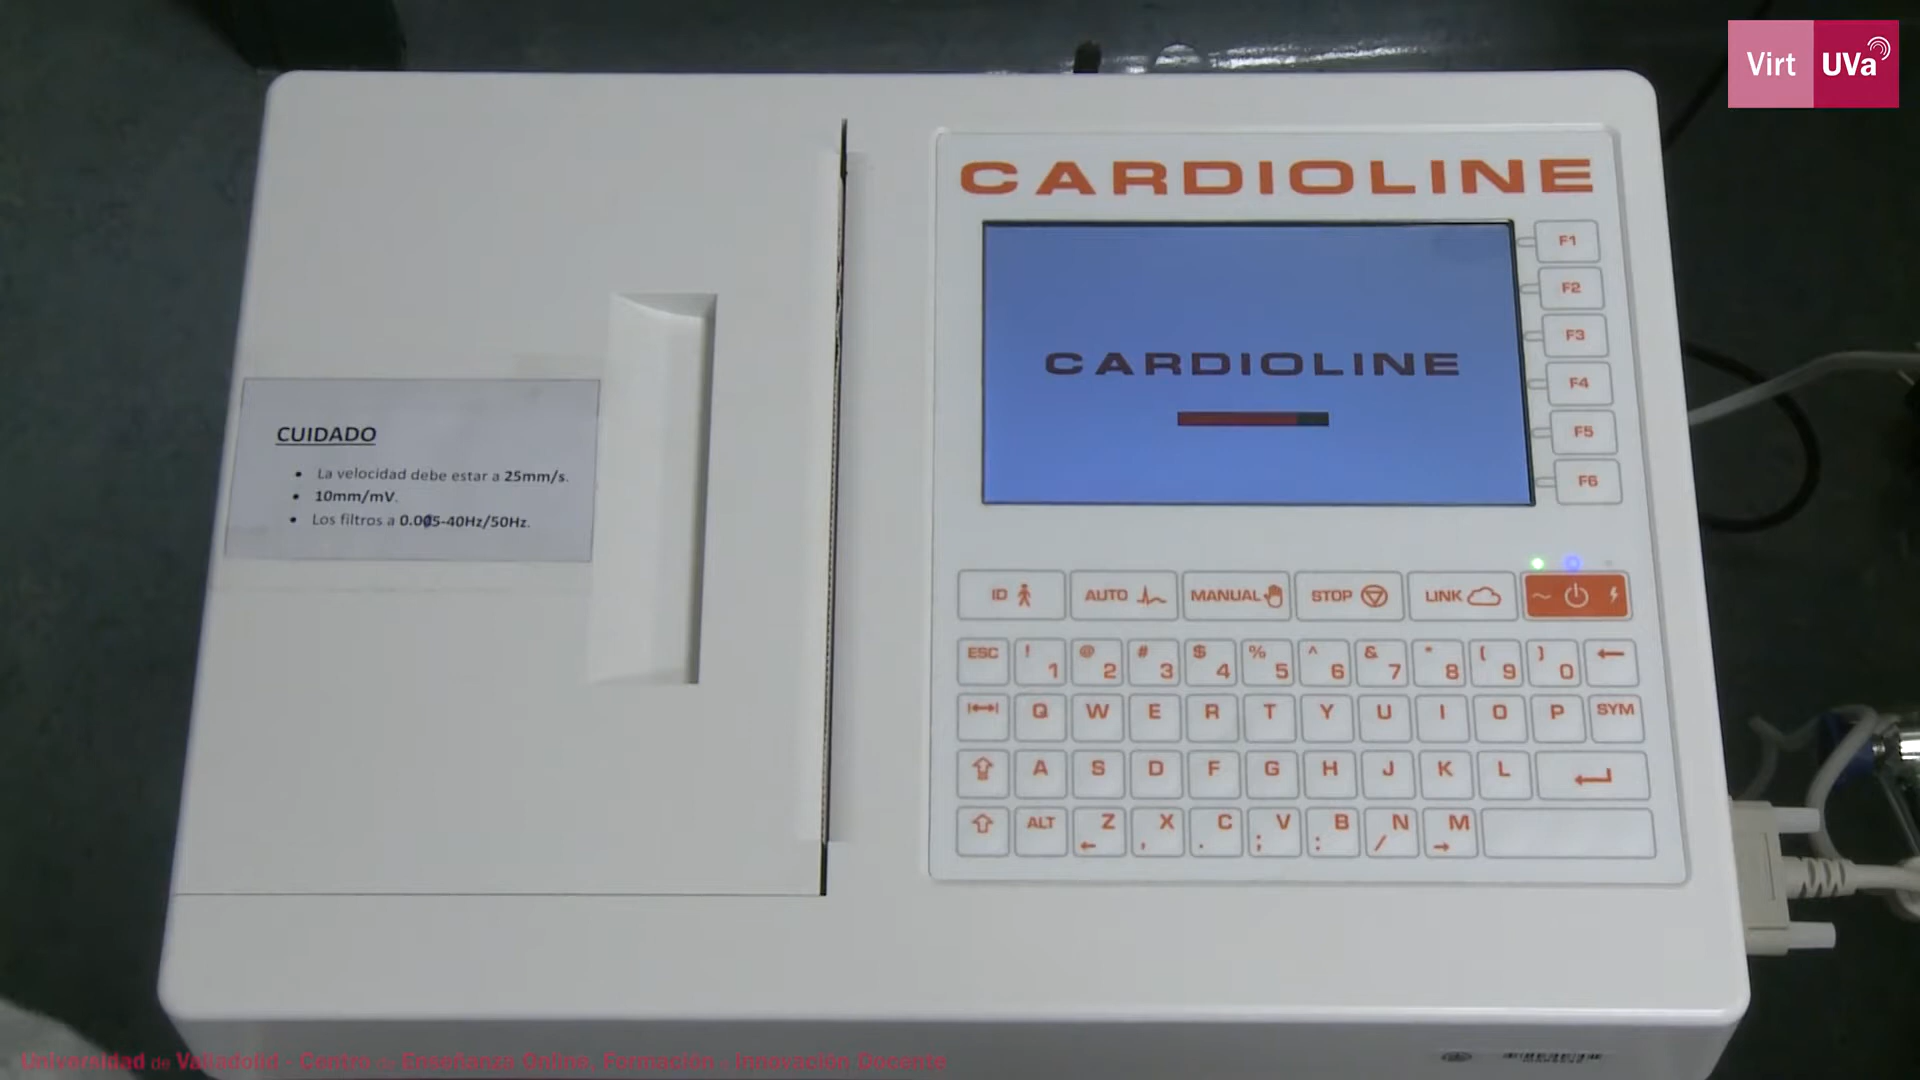 Virt UVa
CARDIOLINE
CARDIOLINE
F1
F2
F3
F4
F5
F6
CUIDADO
• La velocidad debe estar a 25mm/s.
• 10mm/mV.
• Los filtros a 0.005-40Hz/50Hz.
ID AUTO MANUAL STOP LINK
ESC ! 1 @ 2 # 3 $ 4 % 5 ^ 6 & 7 * 8 ( 9 ) 0 ←
Q W E R T Y U I O P SYM
A S D F G H J K L
ALT Z ← X , C . V ; B : N / M →
Universidad de Valladolid - Centro de Enseñanza Online, Formación e Innovación Docente